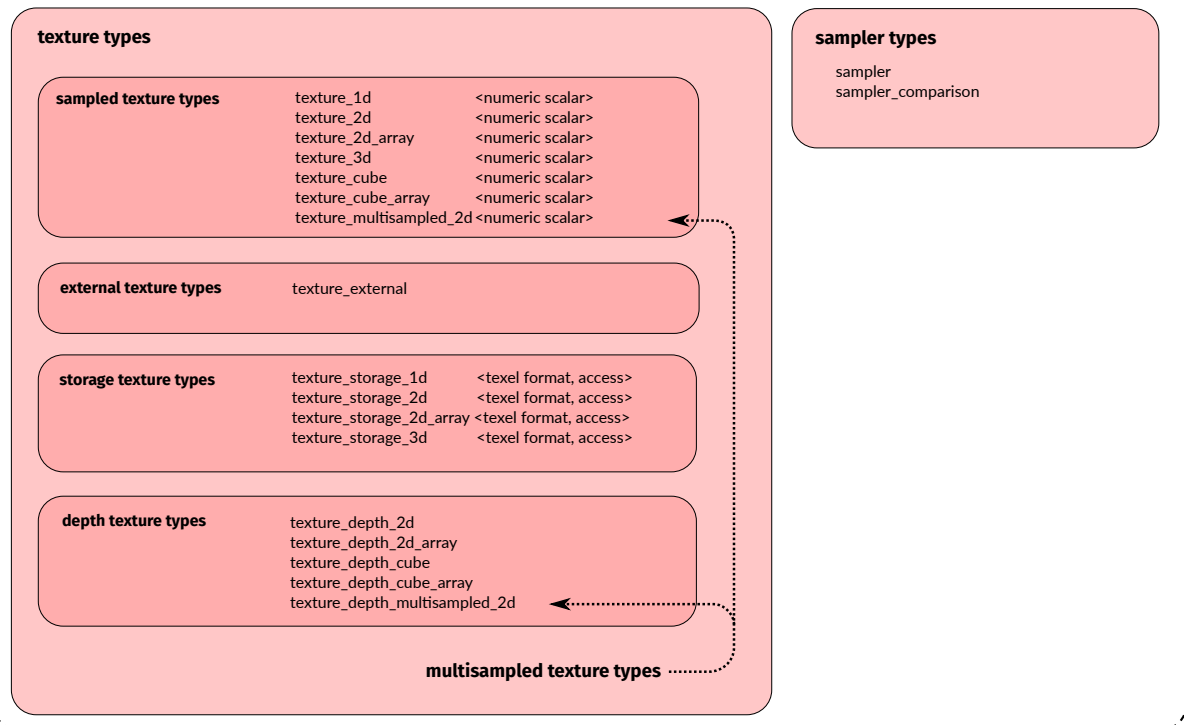 texture types
sampled texture types
texture_1d <numeric scalar>
texture_2d <numeric scalar>
texture_2d_array <numeric scalar>
texture_3d <numeric scalar>
texture_cube <numeric scalar>
texture_cube_array <numeric scalar>
texture_multisampled_2d <numeric scalar>
external texture types
texture_external
storage texture types
texture_storage_1d <texel format, access>
texture_storage_2d <texel format, access>
texture_storage_2d_array <texel format, access>
texture_storage_3d <texel format, access>
depth texture types
texture_depth_2d
texture_depth_2d_array
texture_depth_cube
texture_depth_cube_array
texture_depth_multisampled_2d
multisampled texture types
sampler types
sampler
sampler_comparison